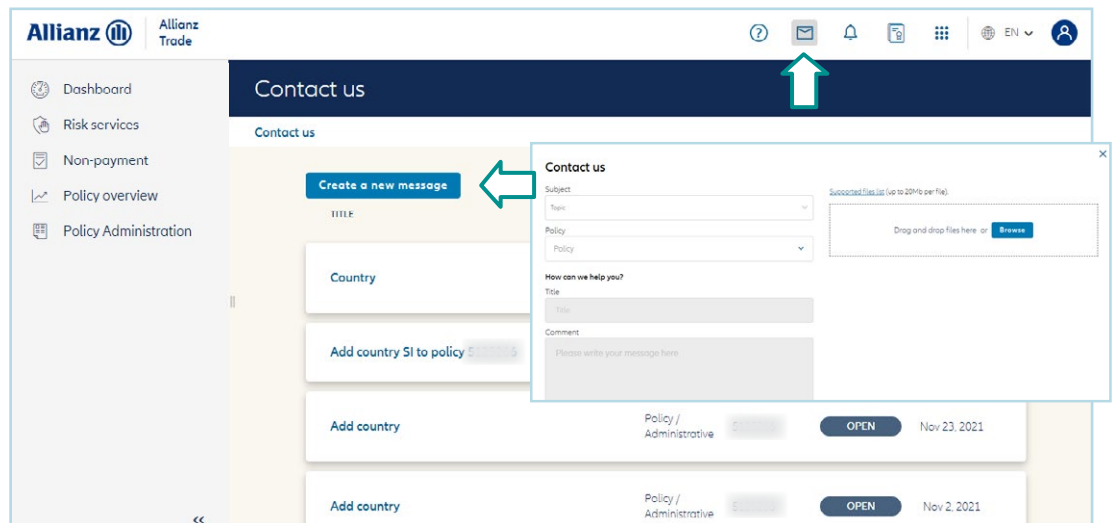 Allianz
Allianz
Trade
EN
Dashboard
Risk services
Non-payment
Policy overview
Policy Administration
Contact us
Contact us
Create a new message
TITLE
Country
Add country SI to policy
Add country
Policy /
Administrative
OPEN
Nov 23, 2021
Add country
Policy /
Administrative
OPEN
Nov 2, 2021
Contact us
Subject
Topic
Policy
Policy
How can we help you?
Title
Title
Comment
Please write your message here
Supported files list (up to 20Mb per file).
Drag and drop files here or Browse